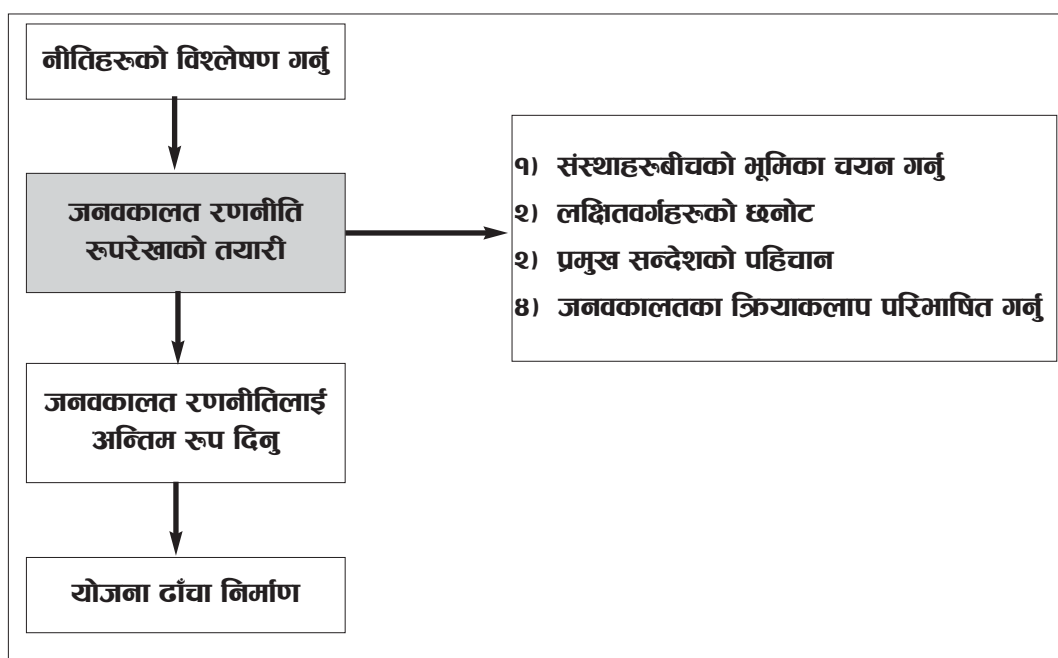 नीतिहरूको विश्लेषण गर्नु
जनवकालत रणनीति
रूपरेखाको तयारी
१) संस्थाहरूबीचको भूमिका चयन गर्नु
२) लक्षितवर्गहरूको छनोट
२) प्रमुख सन्देशको पहिचान
४) जनवकालतका क्रियाकलाप परिभाषित गर्नु
जनवकालत रणनीतिलाई
अन्तिम रूप दिनु
योजना ढाँचा निर्माण